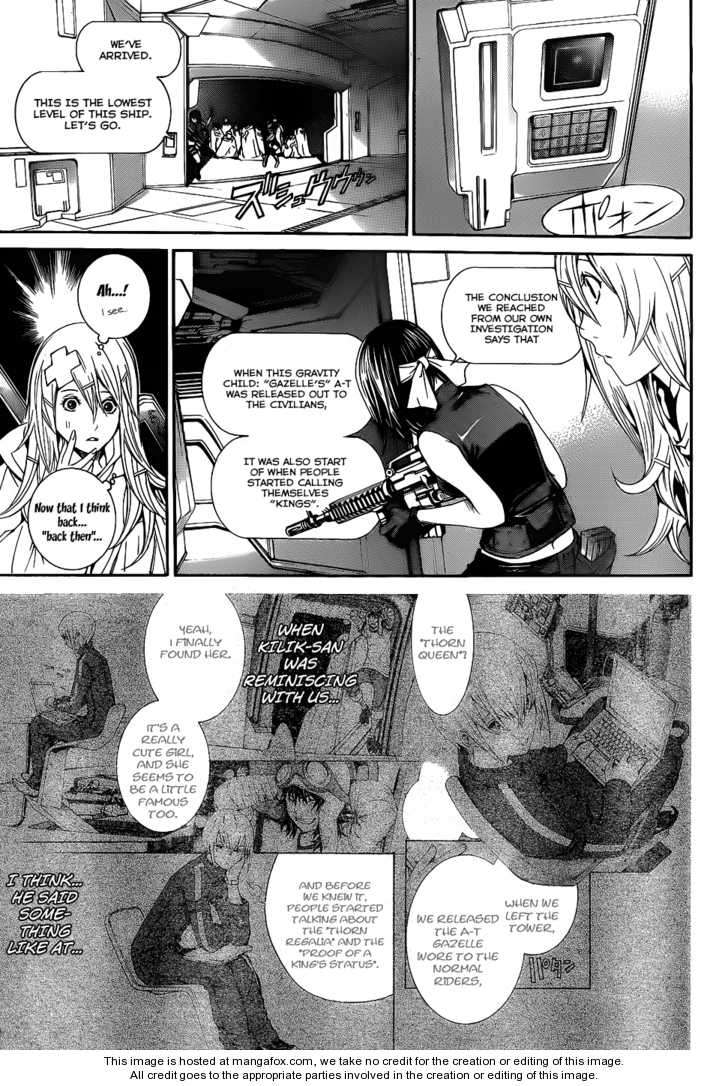 WE'VE
ARRIVED.
THIS IS THE LOWEST
LEVEL OF THIS SHIP.
LET'S GO.
THE CONCLUSION
WE REACHED
FROM OUR OWN
INVESTIGATION
SAYS THAT
WHEN THIS GRAVITY
CHILD: "GAZELLE'S" A-T
WAS RELEASED OUT
TO THE CIVILIANS,
IT WAS ALSO START
OF WHEN PEOPLE
STARTED CALLING
THEMSELVES
"KINGS".
Ah...!
I see.
Now that I think
back...
"back then"...
THE
"THORN
QUEEN"?
WHEN
KILIK-SAN
WAS
REMINISCING
WITH US...
YEAH,
I FINALLY
FOUND HER.
IT'S A
REALLY
CUTE GIRL,
AND SHE
SEEMS TO
BE A LITTLE
FAMOUS
TOO.
WHEN WE
LEFT THE
TOWER,
WE RELEASED
THE A-T
GAZELLE
WORE TO THE
NORMAL
RIDERS,
AND BEFORE
WE KNEW IT,
PEOPLE STARTED
TALKING ABOUT
THE "THORN
REGALIA" AND THE
"PROOF OF A
KING'S STATUS".
I THINK...
HE SAID
SOME-
THING
LIKE AT...
This image is hosted at mangafox.com, we take no credit for the creation or editing of this image.
All credit goes to the appropriate parties involved in the creation or editing of this image.